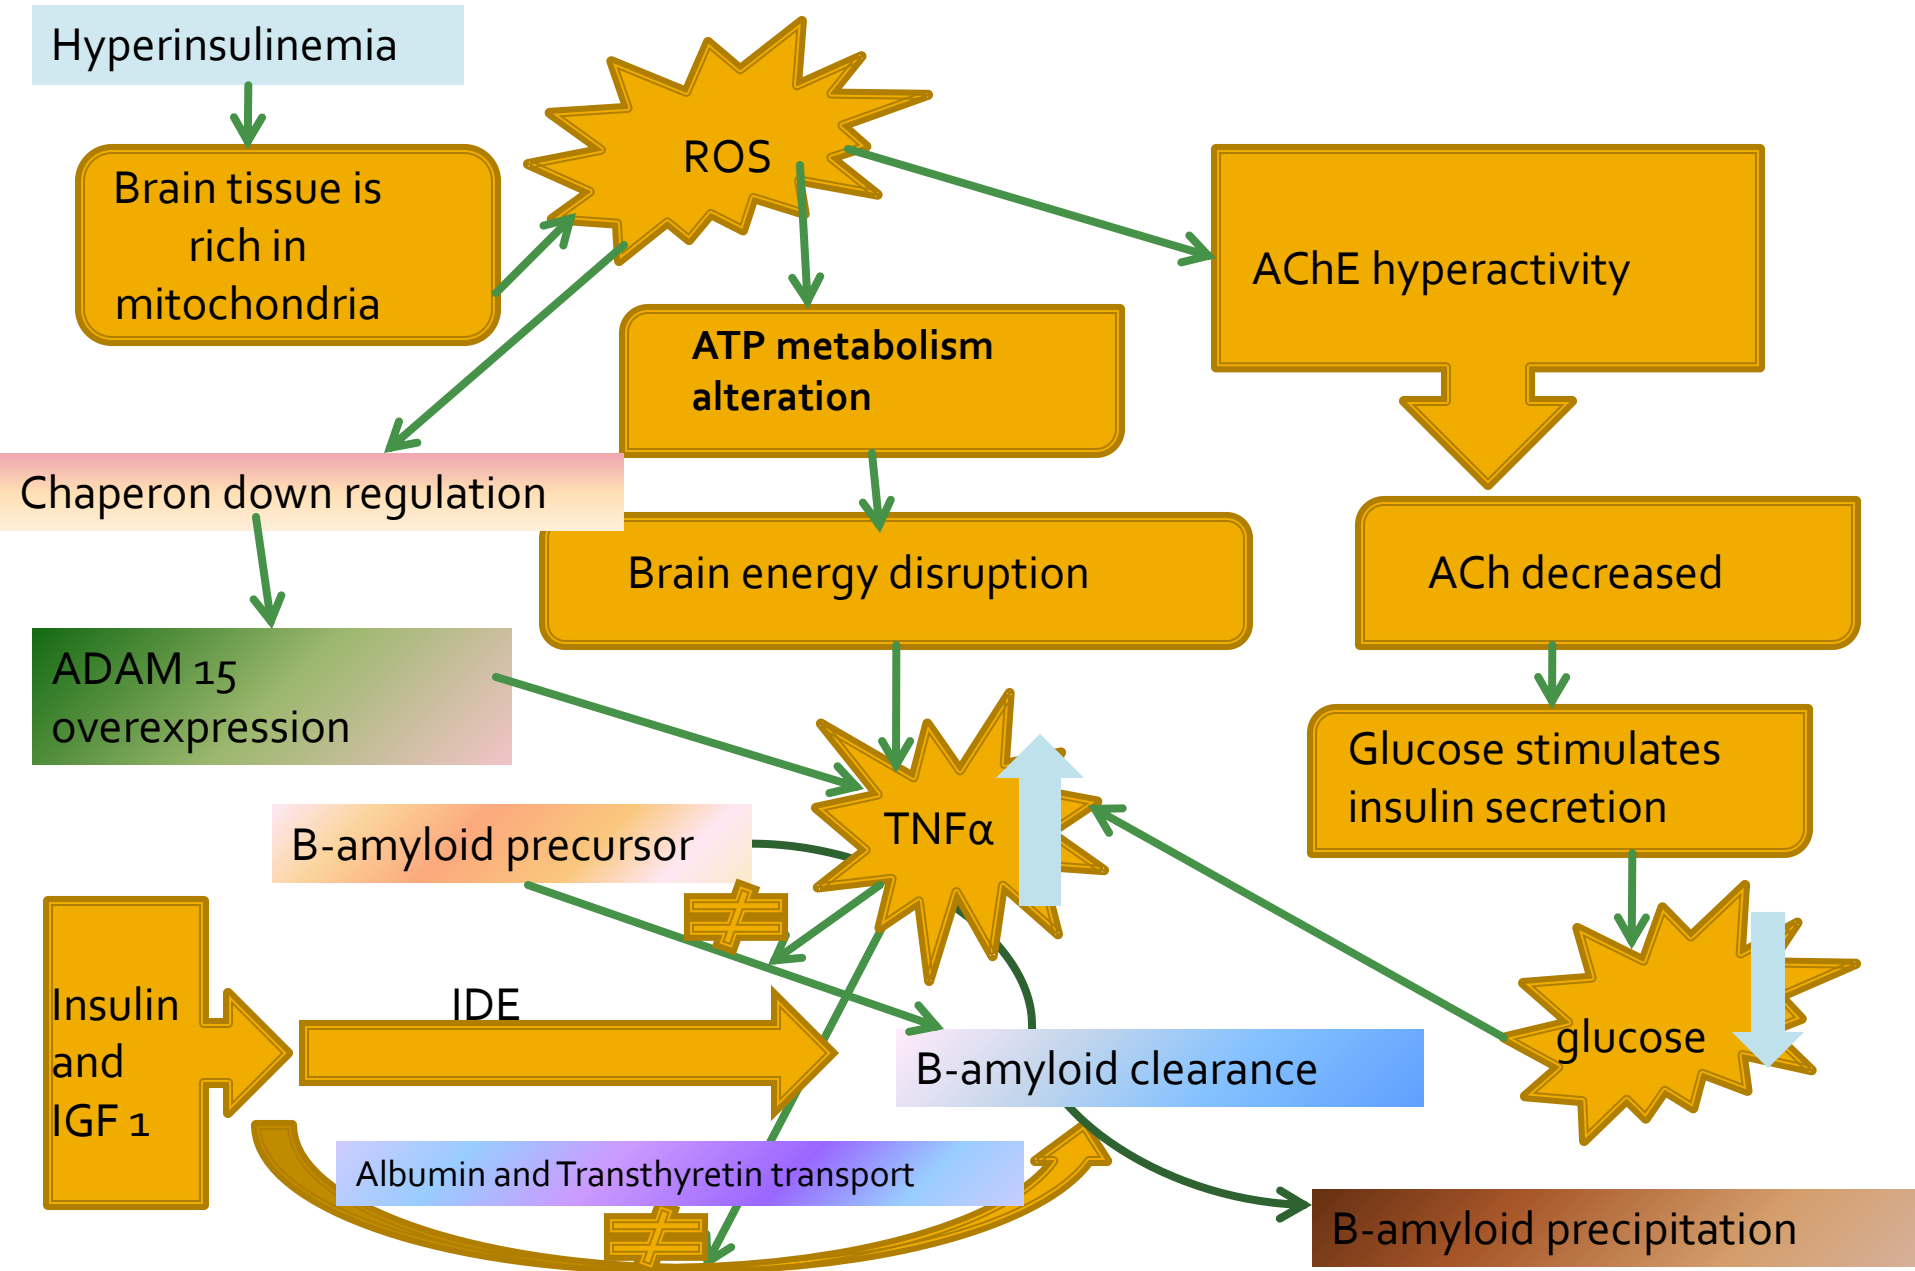 Hyperinsulinemia
ROS
Brain tissue is
rich in
mitochondria
AChE hyperactivity
ATP metabolism
alteration
Chaperon down regulation
Brain energy disruption
ACh decreased
ADAM 15
overexpression
Glucose stimulates
insulin secretion
TNFα
B-amyloid precursor
≠
Insulin
and
IGF 1
IDE
glucose
B-amyloid clearance
Albumin and Transthyretin transport
≠
B-amyloid precipitation